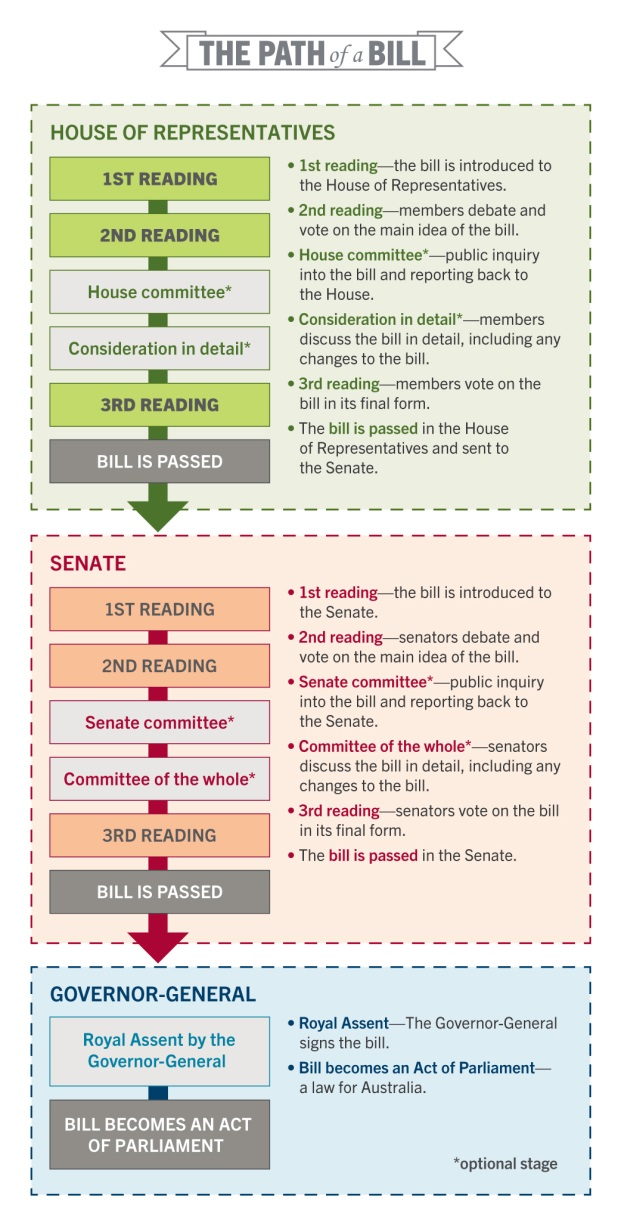 THE PATH of a BILL
HOUSE OF REPRESENTATIVES
1ST READING
2ND READING
House committee*
Consideration in detail*
3RD READING
BILL IS PASSED
• 1st reading—the bill is introduced to
the House of Representatives.
• 2nd reading—members debate and
vote on the main idea of the bill.
• House committee*—public inquiry
into the bill and reporting back to
the House.
• Consideration in detail*—members
discuss the bill in detail, including any
changes to the bill.
• 3rd reading—members vote on the
bill in its final form.
• The bill is passed in the House
of Representatives and sent to
the Senate.
SENATE
1ST READING
2ND READING
Senate committee*
Committee of the whole*
3RD READING
BILL IS PASSED
• 1st reading—the bill is introduced to
the Senate.
• 2nd reading—senators debate and
vote on the main idea of the bill.
• Senate committee*—public inquiry
into the bill and reporting back to
the Senate.
• Committee of the whole*—senators
discuss the bill in detail, including any
changes to the bill.
• 3rd reading—senators vote on the bill
in its final form.
• The bill is passed in the Senate.
GOVERNOR-GENERAL
Royal Assent by the
Governor-General
BILL BECOMES AN ACT
OF PARLIAMENT
• Royal Assent—The Governor-General
signs the bill.
• Bill becomes an Act of Parliament—
a law for Australia.
*optional stage